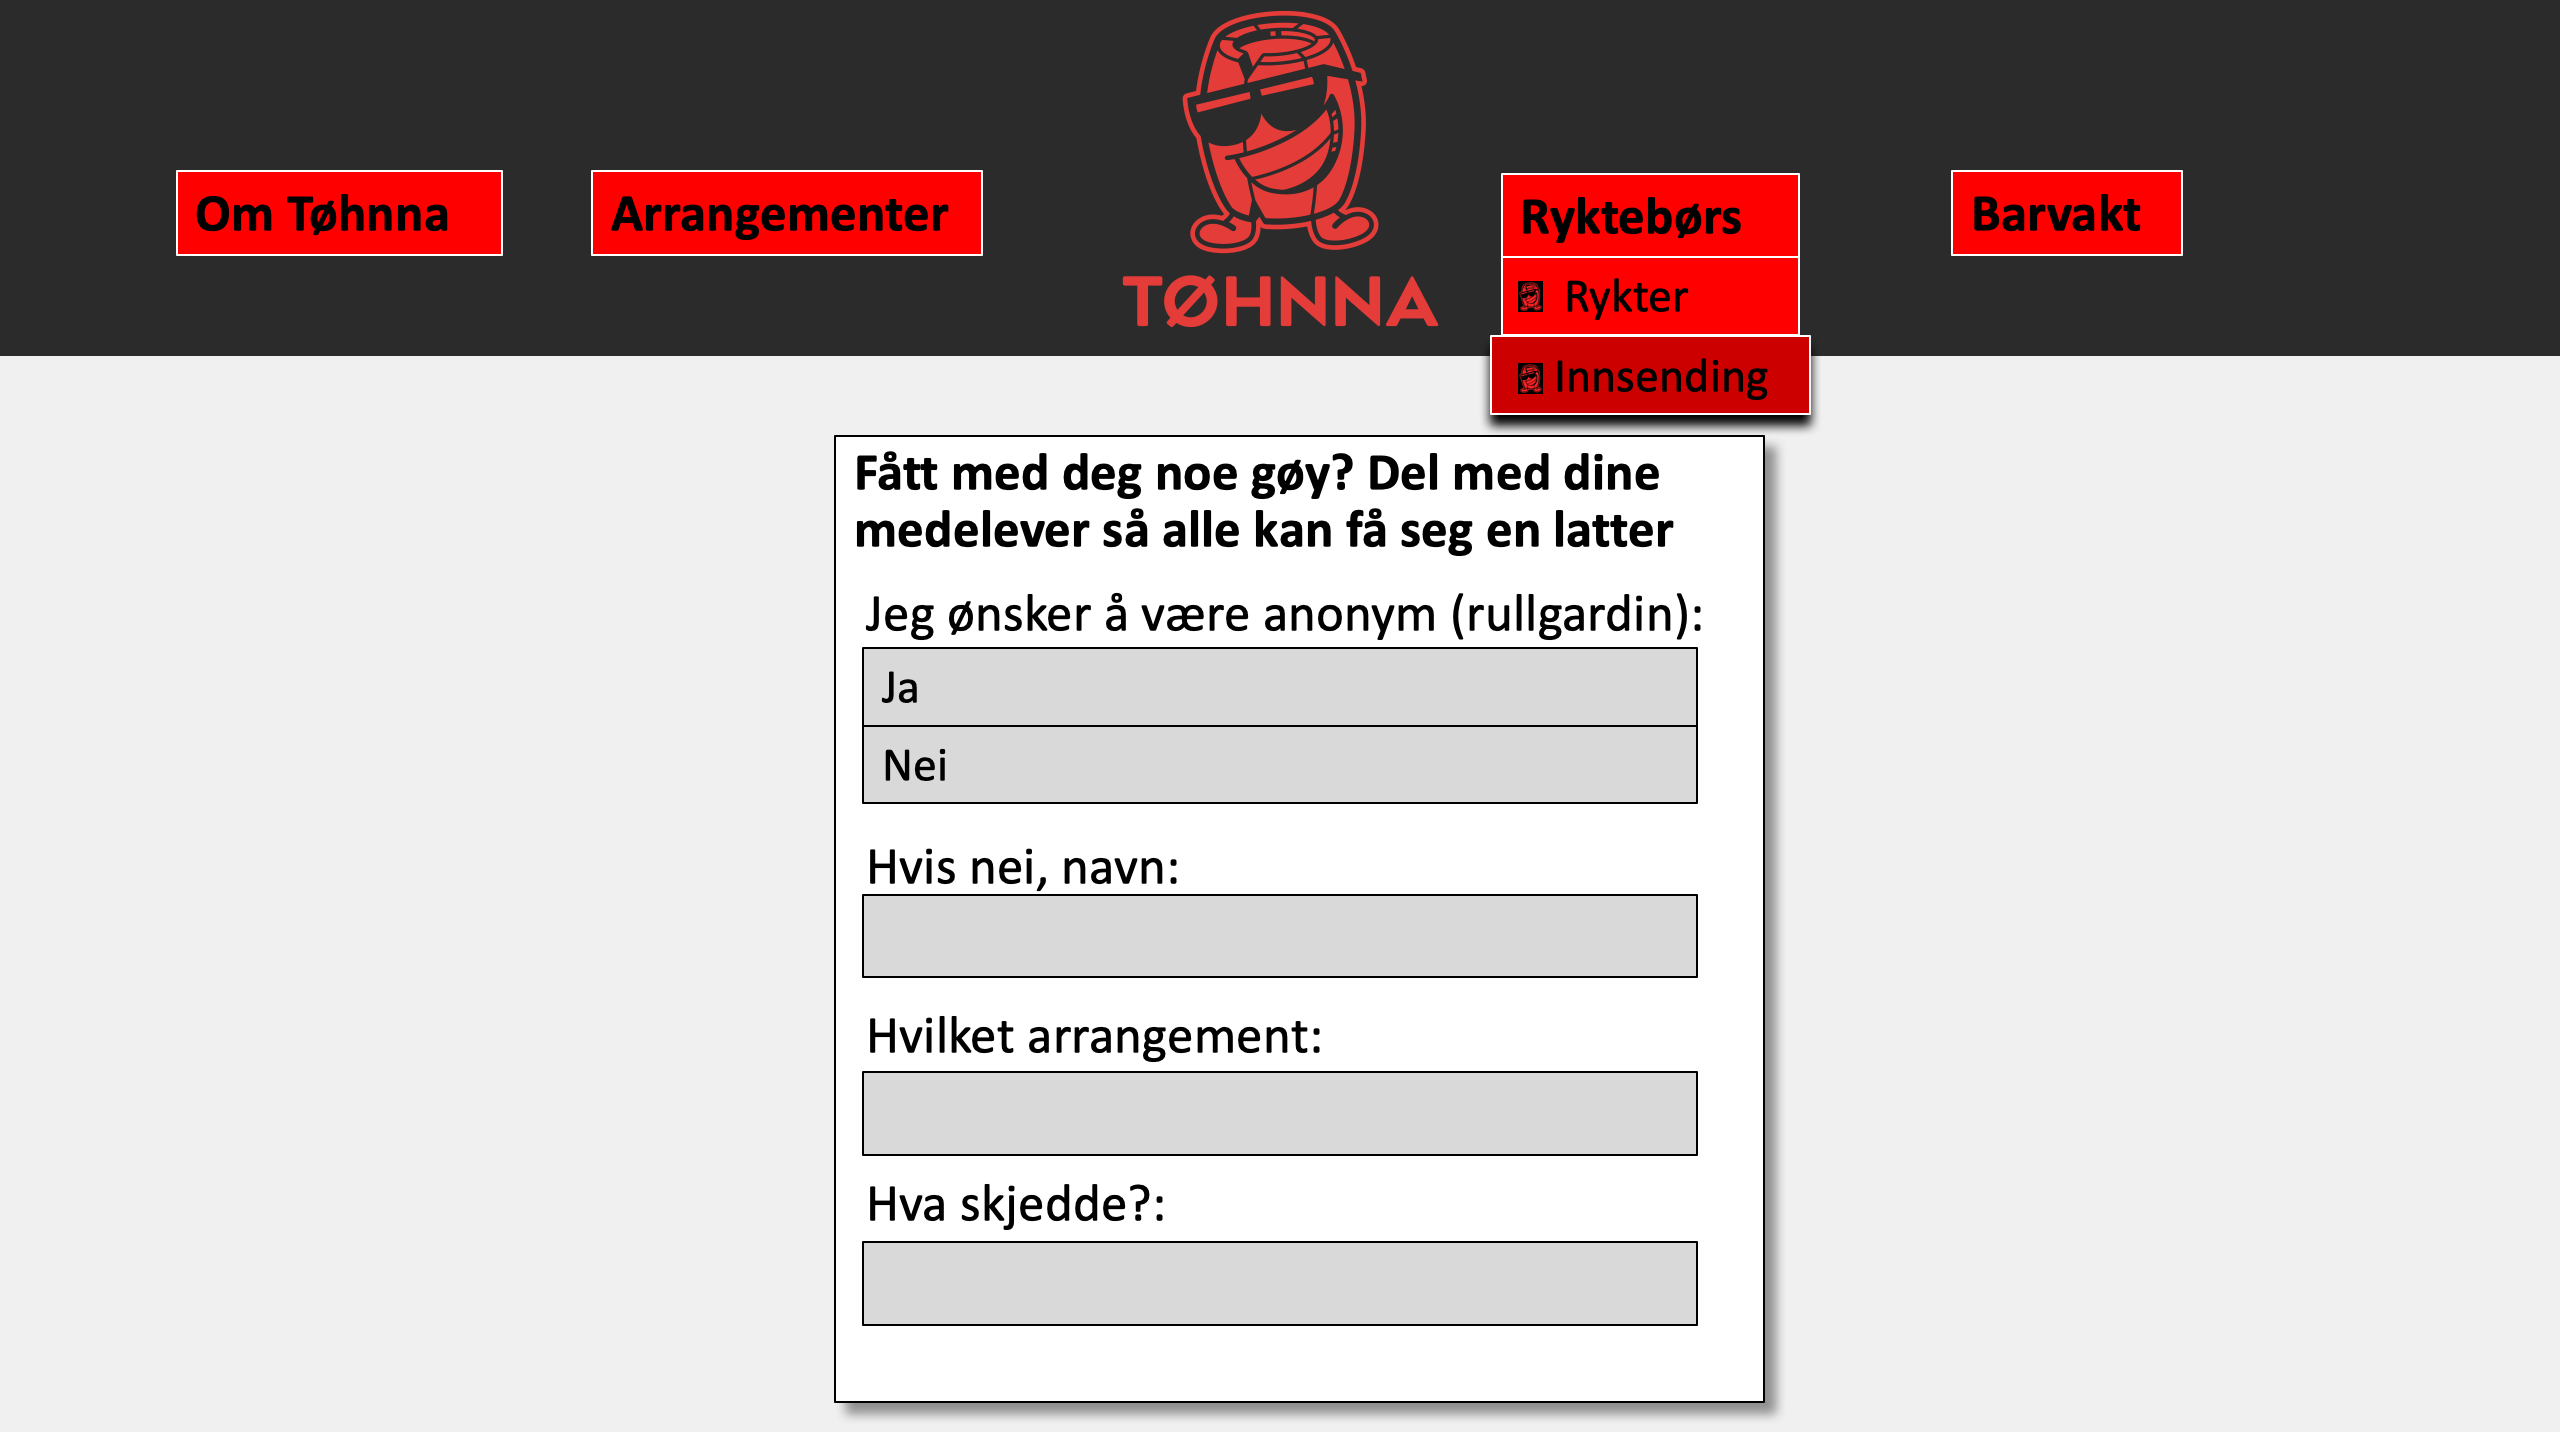 Om Tøhnna
Arrangementer
TØHNNA
Ryktebørs
Rykter
Innsending
Barvakt
Fått med deg noe gøy? Del med dine
medelever så alle kan få seg en latter
Jeg ønsker å være anonym (rullgardin):
Ja
Nei
Hvis nei, navn:
Hvilket arrangement:
Hva skjedde?: